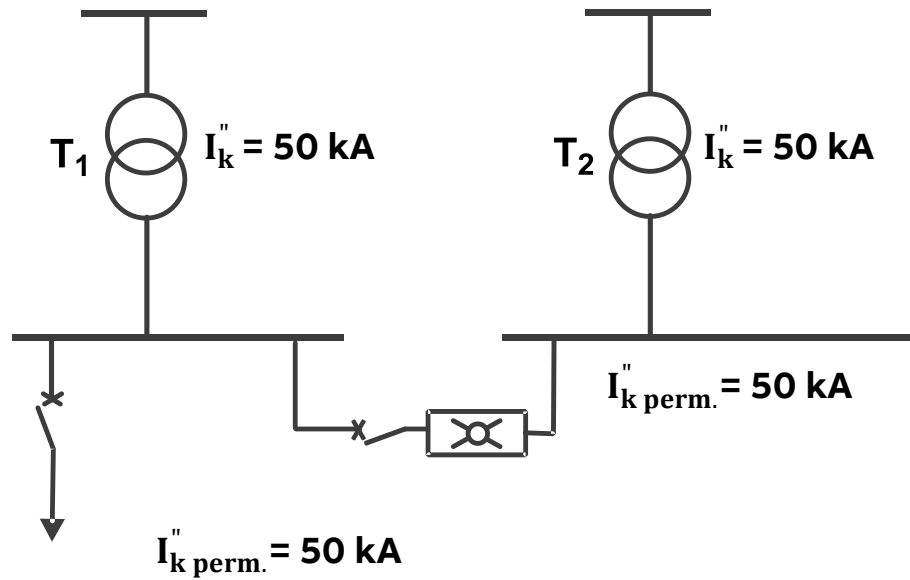 T₁
I"ₖ = 50 kA
T₂
I"ₖ = 50 kA
I"ₖ perm. = 50 kA
I"ₖ perm. = 50 kA